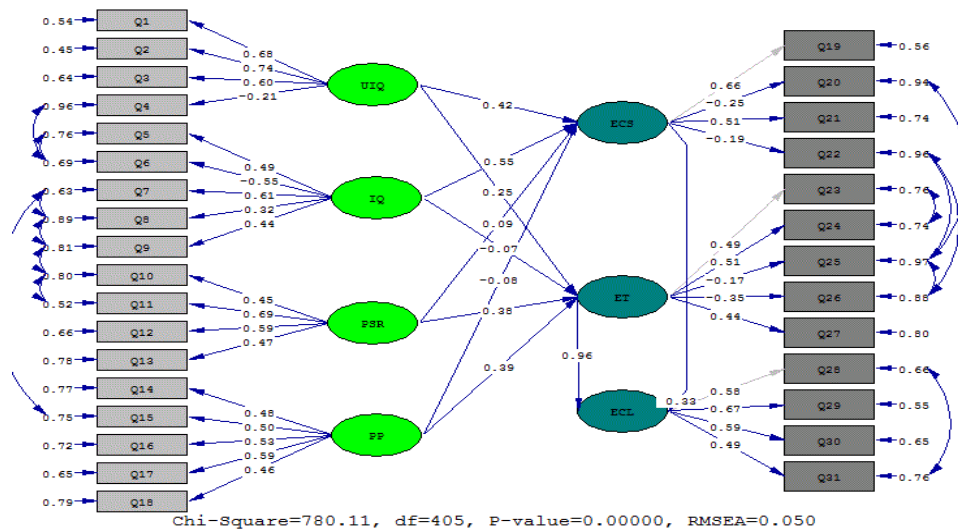 0.54 Q1
0.45 Q2
0.64 Q3
0.96 Q4
0.76 Q5
0.69 Q6
0.63 Q7
0.89 Q8
0.81 Q9
0.80 Q10
0.52 Q11
0.66 Q12
0.78 Q13
0.77 Q14
0.75 Q15
0.72 Q16
0.65 Q17
0.79 Q18
0.68
0.74
0.60
-0.21
0.49
-0.55
0.61
0.32
0.44
0.45
0.69
0.59
0.47
0.48
0.50
0.53
0.59
0.46
UIQ
IQ
PSR
PP
0.42
0.55
0.25
0.09
-0.07
-0.08
0.38
0.39
0.96
0.33
ECS
ET
ECL
0.66
-0.25
0.51
-0.19
0.49
0.51
-0.17
-0.35
0.44
0.58
0.67
0.59
0.49
Q19 0.56
Q20 0.94
Q21 0.74
Q22 0.96
Q23 0.76
Q24 0.74
Q25 0.97
Q26 0.88
Q27 0.80
Q28 0.66
Q29 0.55
Q30 0.65
Q31 0.76
Chi-Square=780.11, df=405, P-value=0.00000, RMSEA=0.050